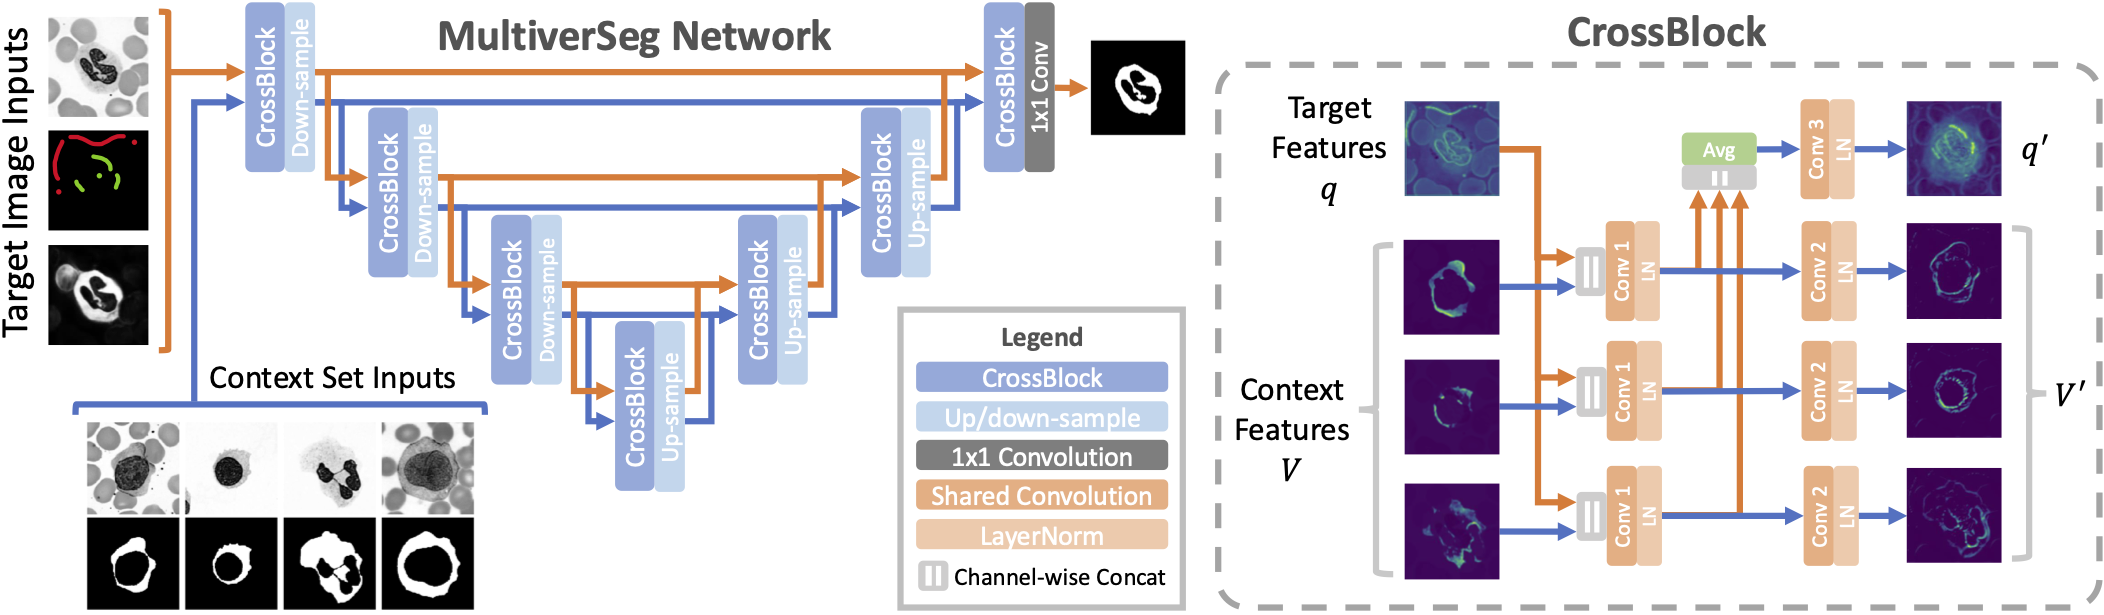 Target Image Inputs
MultiverSeg Network
CrossBlock
Down-sample
CrossBlock
Down-sample
CrossBlock
Down-sample
CrossBlock
Up-sample
CrossBlock
Up-sample
CrossBlock
Up-sample
CrossBlock
1x1 Conv
Context Set Inputs
Legend
CrossBlock
Up/down-sample
1x1 Convolution
Shared Convolution
LayerNorm
Channel-wise Concat
CrossBlock
Target
Features
q
Context
Features
V
Avg
Conv 3
LN
q′
Conv 1
LN
Conv 2
LN
Conv 1
LN
Conv 2
LN
Conv 1
LN
Conv 2
LN
V′